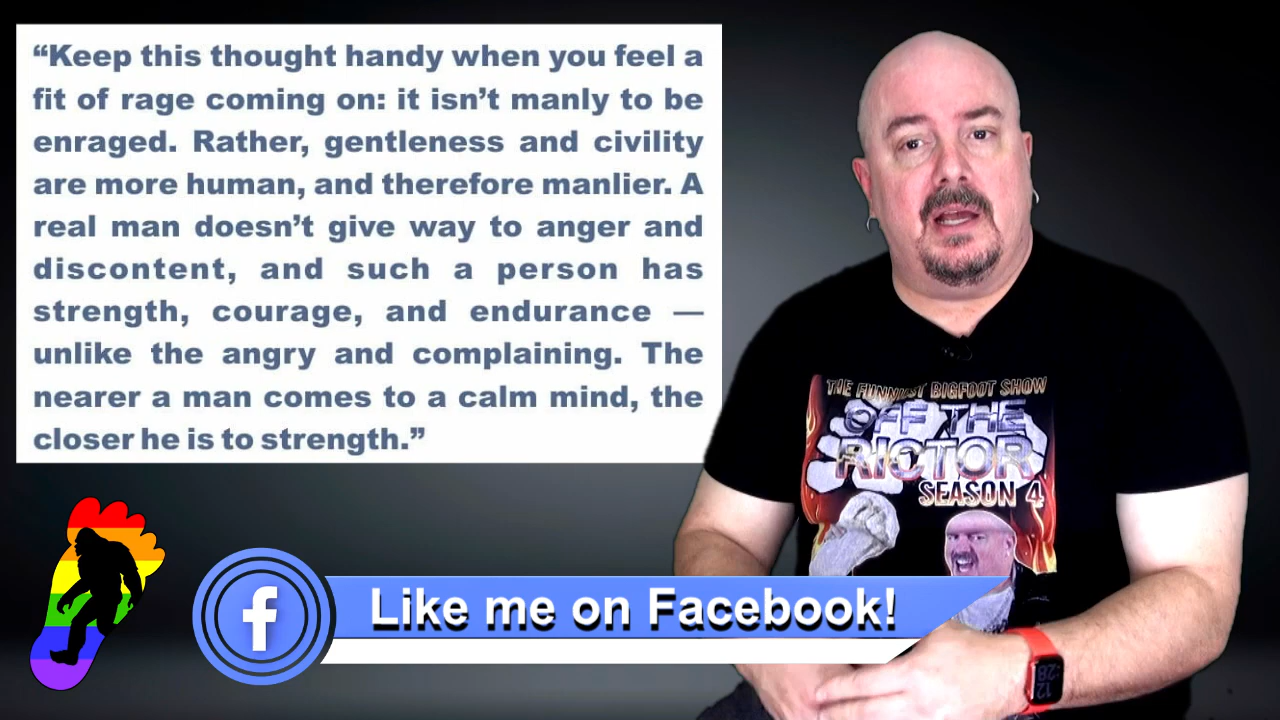 “Keep this thought handy when you feel a
fit of rage coming on: it isn’t manly to be
enraged. Rather, gentleness and civility
are more human, and therefore manlier. A
real man doesn’t give way to anger and
discontent, and such a person has
strength, courage, and endurance —
unlike the angry and complaining. The
nearer a man comes to a calm mind, the
closer he is to strength.”
THE FUNNIEST BIGFOOT SHOW
OFF THE
RICTOR
SEASON 4
f
Like me on Facebook!
12
:28